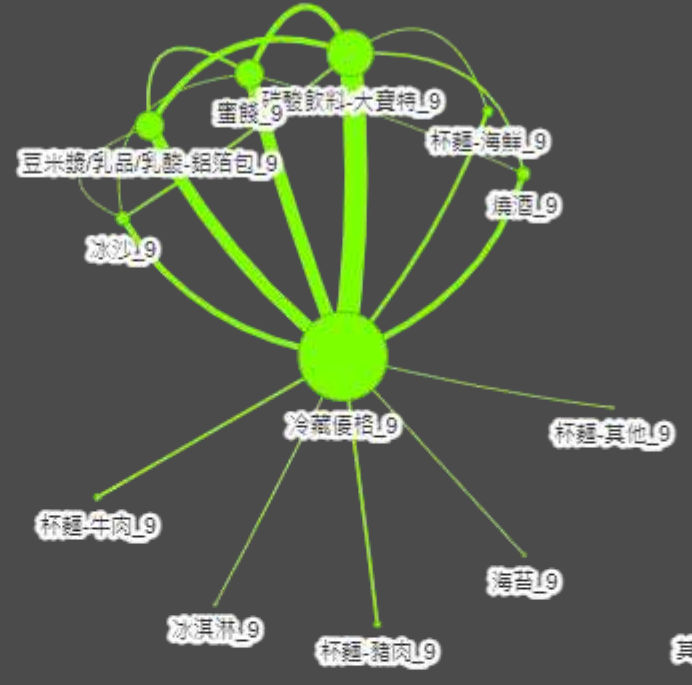 碳酸飲料-大寶特_9
蜜餞_9
杯麵-海鮮_9
豆米漿/乳品/乳酸-鋁箔包_9
燒酒_9
冰沙_9
冷藏優格_9
杯麵-其他_9
杯麵-牛肉_9
海苔_9
冰淇淋_9
杯麵-豬肉_9
其